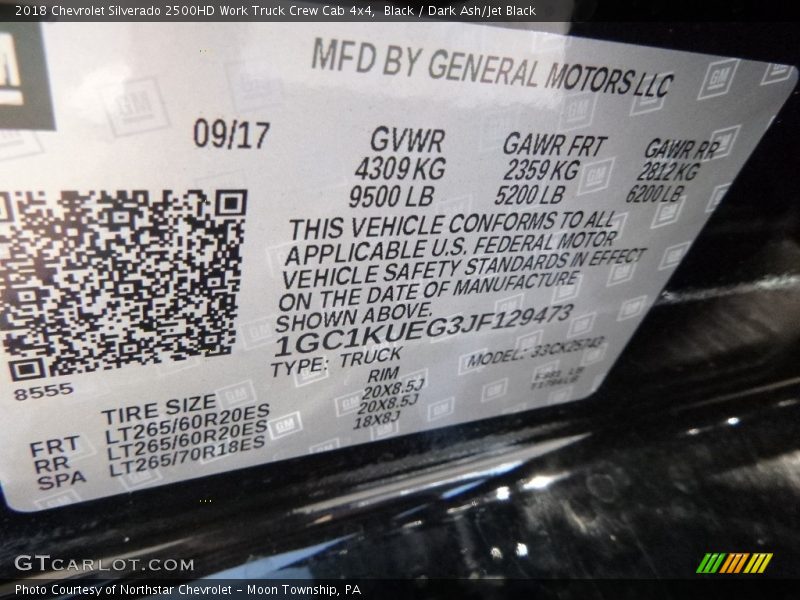 2018 Chevrolet Silverado 2500HD Work Truck Crew Cab 4x4, Black / Dark Ash/Jet Black
MFD BY GENERAL MOTORS LLC
09/17
GVWR GAWR FRT GAWR RR
4309 KG 2359 KG 2812 KG
9500 LB 5200 LB 6200 LB
THIS VEHICLE CONFORMS TO ALL
APPLICABLE U.S. FEDERAL MOTOR
VEHICLE SAFETY STANDARDS IN EFFECT
ON THE DATE OF MANUFACTURE
SHOWN ABOVE.
1GC1KUEG3JF129473
TYPE: TRUCK MODEL: 33CK25743
8555
TIRE SIZE RIM
FRT LT265/60R20ES 20X8.5J
RR LT265/60R20ES 20X8.5J
SPA LT265/70R18ES 18X8J
GTCARLOT.COM
Photo Courtesy of Northstar Chevrolet - Moon Township, PA